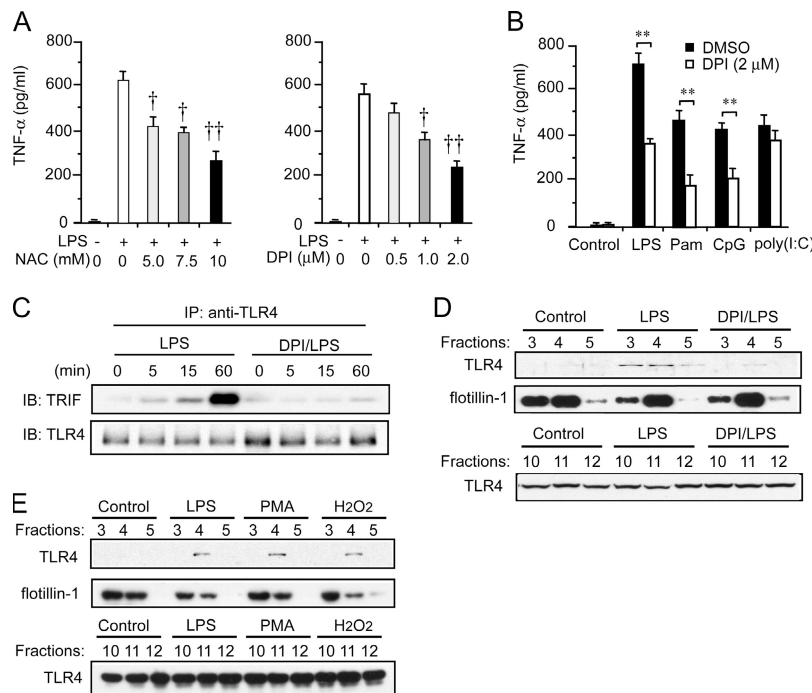 A
TNF-α (pg/ml)
800
600
400
200
0
† † ††
LPS - + + + +
NAC (mM) 0 0 5.0 7.5 10
800
600
400
200
0
† ††
LPS - + + + +
DPI (μM) 0 0 0.5 1.0 2.0
B
TNF-α (pg/ml)
800
600
400
200
0
** ** **
DMSO
DPI (2 μM)
Control LPS Pam CpG poly(I:C)
C
IP: anti-TLR4
LPS DPI/LPS
(min) 0 5 15 60 0 5 15 60
IB: TRIF
IB: TLR4
D
Control LPS DPI/LPS
Fractions: 3 4 5 3 4 5 3 4 5
TLR4
flotillin-1
Control LPS DPI/LPS
Fractions: 10 11 12 10 11 12 10 11 12
TLR4
E
Control LPS PMA H2O2
Fractions: 3 4 5 3 4 5 3 4 5 3 4 5
TLR4
flotillin-1
Control LPS PMA H2O2
Fractions: 10 11 12 10 11 12 10 11 12 10 11 12
TLR4